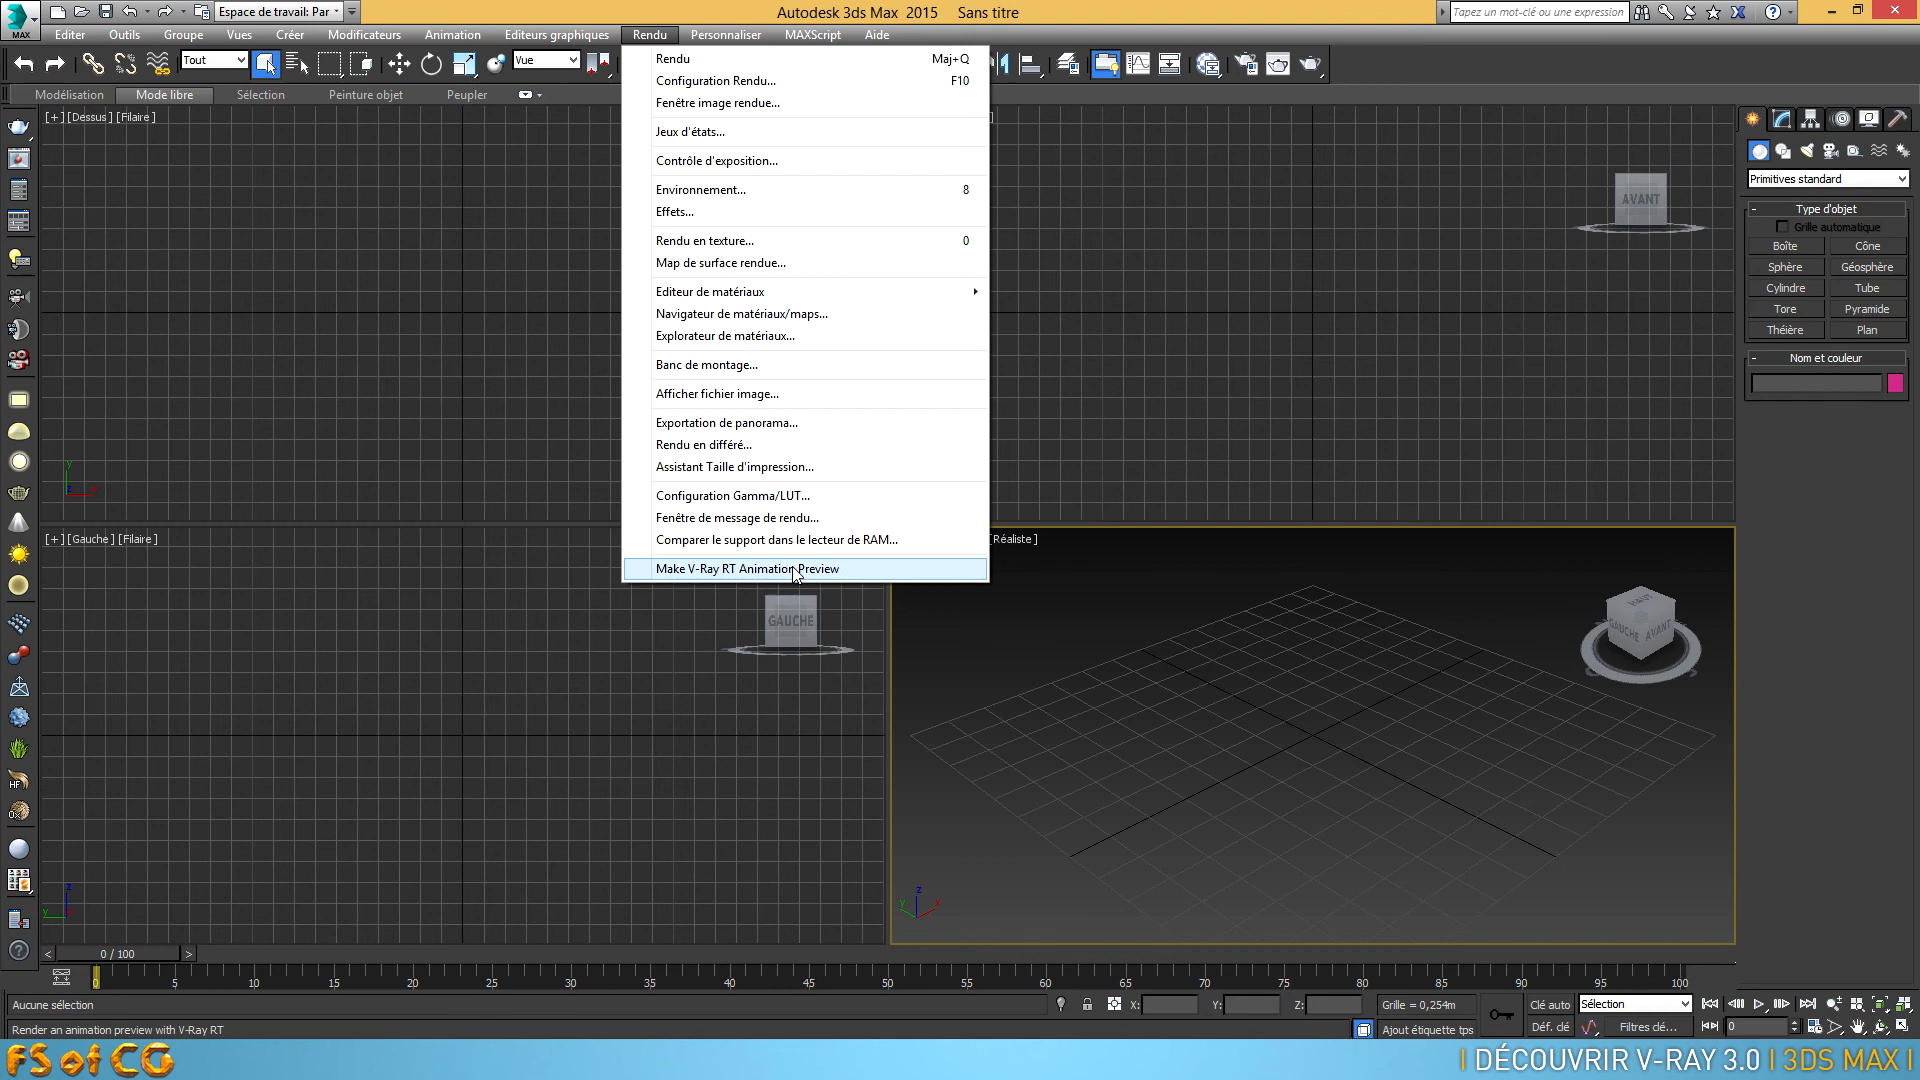 Espace de travail: Par
Autodesk 3ds Max 2015 Sans titre
Tapez un mot-clé ou une expression
MAX
Editer Outils Groupe Vues Créer Modificateurs Animation Editeurs graphiques Rendu Personnaliser MAXScript Aide
Tout
Vue
Modélisation Mode libre Sélection Peinture objet Peupler
Rendu Maj+Q
Configuration Rendu... F10
Fenêtre image rendue...
Jeux d'états...
Contrôle d'exposition...
Environnement... 8
Effets...
Rendu en texture... 0
Map de surface rendue...
Editeur de matériaux
Navigateur de matériaux/maps...
Explorateur de matériaux...
Banc de montage...
Afficher fichier image...
Exportation de panorama...
Rendu en différé...
Assistant Taille d'impression...
Configuration Gamma/LUT...
Fenêtre de message de rendu...
Comparer le support dans le lecteur de RAM...
Make V-Ray RT Animation Preview
[+] [Dessus] [Filaire]
AVANT
[+] [Gauche] [Filaire]
GAUCHE
[Réaliste]
HAUT
GAUCHE AVANT
y
x
z
y
z
y x
HF
OX
Primitives standard
- Type d'objet
Grille automatique
Boîte Cône
Sphère Géosphère
Cylindre Tube
Tore Pyramide
Théière Plan
- Nom et couleur
< 0 / 100 >
0 5 10 15 20 25 30 35 40 45 50 55 60 65 70 75 80 85 90 95 100
Aucune sélection
X: Y: Z: Grille = 0,254m
Clé auto Sélection
Render an animation preview with V-Ray RT
Ajout étiquette tps
Déf. clé Filtres clé... 0
FS of CG
| DÉCOUVRIR V-RAY 3.0 | 3DS MAX |